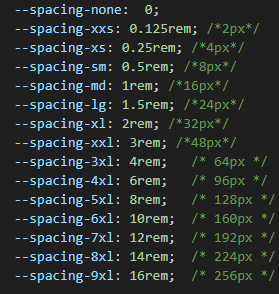 --spacing-none:  0;
--spacing-xxs: 0.125rem; /*2px*/
--spacing-xs: 0.25rem; /*4px*/
--spacing-sm: 0.5rem; /*8px*/
--spacing-md: 1rem; /*16px*/
--spacing-lg: 1.5rem; /*24px*/
--spacing-xl: 2rem; /*32px*/
--spacing-xxl: 3rem; /*48px*/
--spacing-3xl: 4rem;   /* 64px */
--spacing-4xl: 6rem;   /* 96px */
--spacing-5xl: 8rem;   /* 128px */
--spacing-6xl: 10rem;  /* 160px */
--spacing-7xl: 12rem;  /* 192px */
--spacing-8xl: 14rem;  /* 224px */
--spacing-9xl: 16rem;  /* 256px */